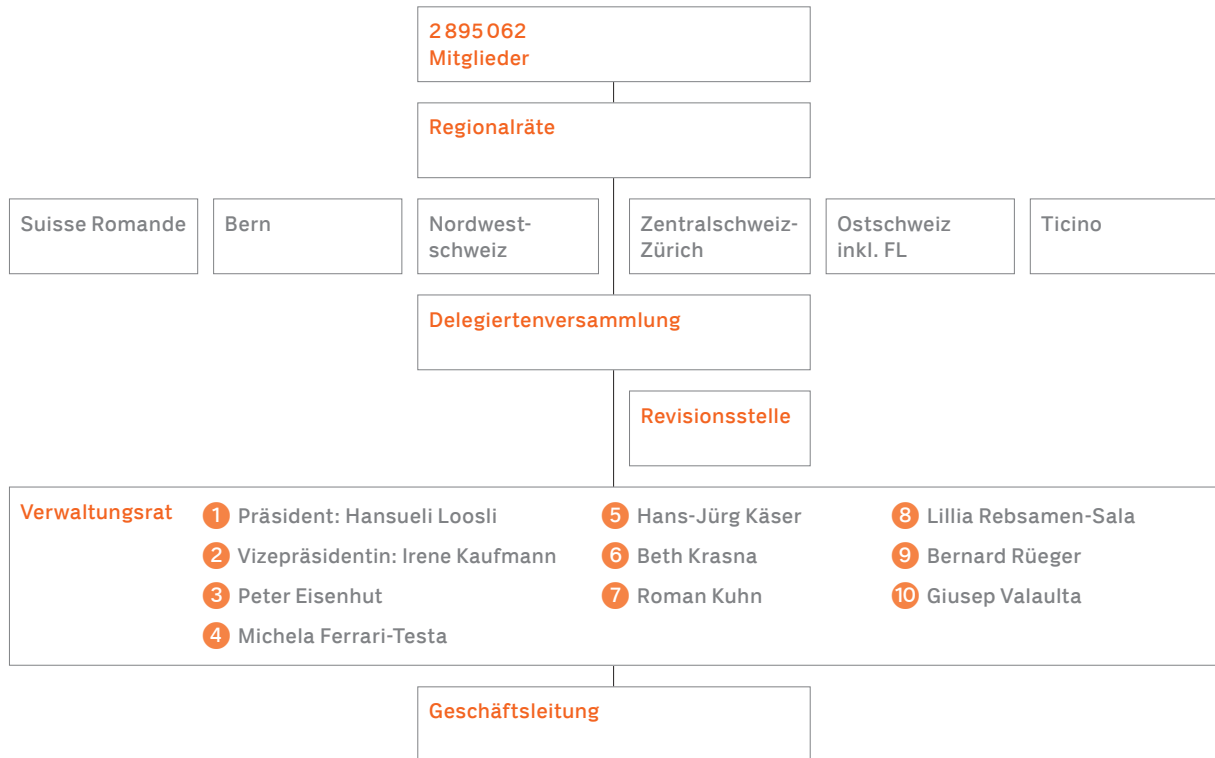 2 895 062
Mitglieder
Regionalräte
Suisse Romande
Bern
Nordwest-
schweiz
Zentralschweiz-
Zürich
Ostschweiz
inkl. FL
Ticino
Delegiertenversammlung
Revisionsstelle
Verwaltungsrat
1 Präsident: Hansueli Loosli
2 Vizepräsidentin: Irene Kaufmann
3 Peter Eisenhut
4 Michela Ferrari-Testa
5 Hans-Jürg Käser
6 Beth Krasna
7 Roman Kuhn
8 Lillia Rebsamen-Sala
9 Bernard Rüeger
10 Giusep Valaulta
Geschäftsleitung